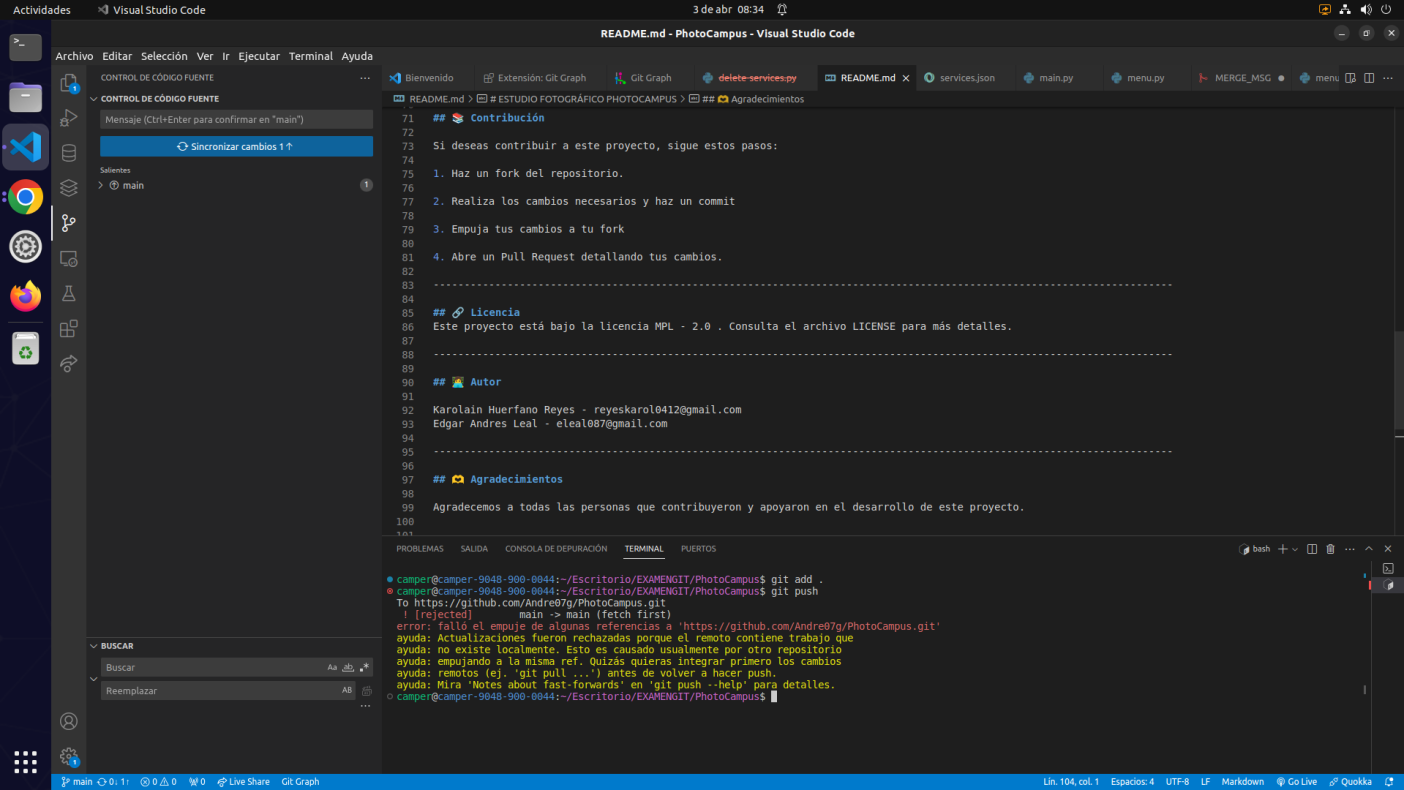 Actividades
Visual Studio Code
3 de abr 08:34
README.md - PhotoCampus - Visual Studio Code
Archivo Editar Selección Ver Ir Ejecutar Terminal Ayuda
CONTROL DE CÓDIGO FUENTE
CONTROL DE CÓDIGO FUENTE
Mensaje (Ctrl+Enter para confirmar en "main")
Sincronizar cambios 1↑
Salientes
main 1
BUSCAR
Buscar
Aa ab
Reemplazar
AB
Bienvenido
Extensión: Git Graph
Git Graph
delete services.py
README.md
services.json
main.py
menu.py
MERGE_MSG
menu
README.md > # ESTUDIO FOTOGRÁFICO PHOTOCAMPUS > ## 🫶 Agradecimientos
71 ## 📚 Contribución
72
73 Si deseas contribuir a este proyecto, sigue estos pasos:
74
75 1. Haz un fork del repositorio.
76
77 2. Realiza los cambios necesarios y haz un commit
78
79 3. Empuja tus cambios a tu fork
80
81 4. Abre un Pull Request detallando tus cambios.
82
83 ------------------------------------------------------------------------------------------------------------------------
84
85 ## 🔗 Licencia
86 Este proyecto está bajo la licencia MPL - 2.0 . Consulta el archivo LICENSE para más detalles.
87
88 ------------------------------------------------------------------------------------------------------------------------
89
90 ## 👩‍💻 Autor
91
92 Karolain Huerfano Reyes - reyeskarol0412@gmail.com
93 Edgar Andres Leal - eleal087@gmail.com
94
95 ------------------------------------------------------------------------------------------------------------------------
96
97 ## 🫶 Agradecimientos
98
99 Agradecemos a todas las personas que contribuyeron y apoyaron en el desarrollo de este proyecto.
100
101
PROBLEMAS SALIDA CONSOLA DE DEPURACIÓN TERMINAL PUERTOS
bash
camper@camper-9048-900-0044:~/Escritorio/EXAMENGIT/PhotoCampus$ git add .
camper@camper-9048-900-0044:~/Escritorio/EXAMENGIT/PhotoCampus$ git push
To https://github.com/Andre07g/PhotoCampus.git
! [rejected] main -> main (fetch first)
error: falló el empuje de algunas referencias a 'https://github.com/Andre07g/PhotoCampus.git'
ayuda: Actualizaciones fueron rechazadas porque el remoto contiene trabajo que
ayuda: no existe localmente. Esto es causado usualmente por otro repositorio
ayuda: empujando a la misma ref. Quizás quieras integrar primero los cambios
ayuda: remotos (ej. 'git pull ...') antes de volver a hacer push.
ayuda: Mira 'Notes about fast-forwards' en 'git push --help' para detalles.
camper@camper-9048-900-0044:~/Escritorio/EXAMENGIT/PhotoCampus$
main 0↓ 1↑ 0 0 0 Live Share Git Graph
Lín. 104, col. 1 Espacios: 4 UTF-8 LF Markdown Go Live Quokka